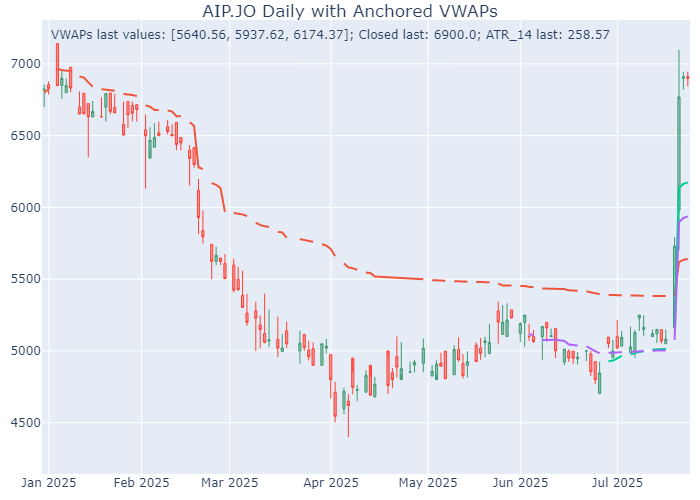 AIP.JO Daily with Anchored VWAPs
VWAPs last values: [5640.56, 5937.62, 6174.37]; Closed last: 6900.0; ATR_14 last: 258.57
7000
6500
6000
5500
5000
4500
Jan 2025
Feb 2025
Mar 2025
Apr 2025
May 2025
Jun 2025
Jul 2025